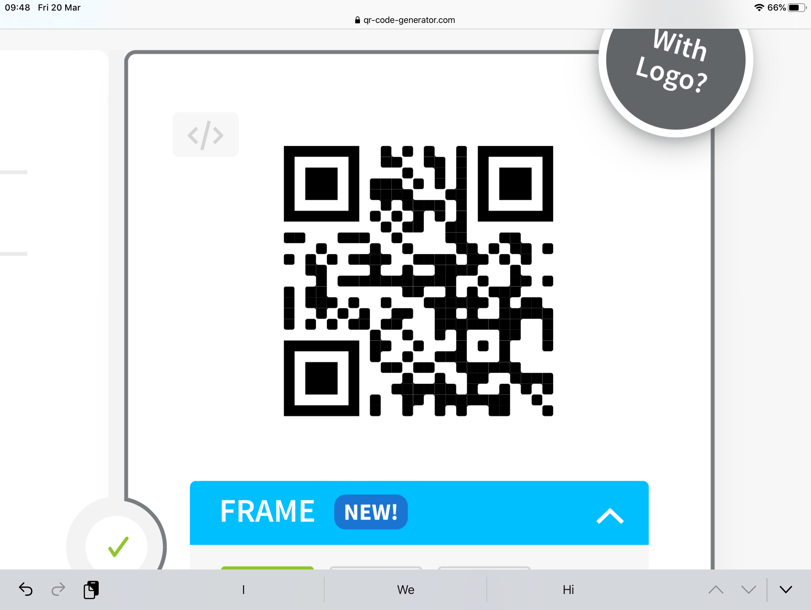 09:48 Fri 20 Mar
66%
qr-code-generator.com
With
Logo?
</>
FRAME NEW!
I We Hi